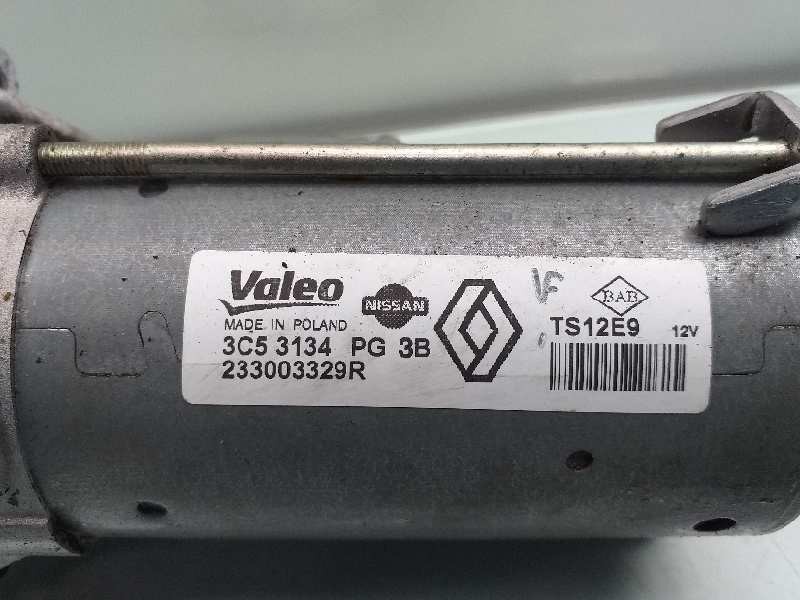 Valeo
MADE IN POLAND
NISSAN
3C5 3134 PG 3B
233003329R
VF
BAB
TS12E9 12V